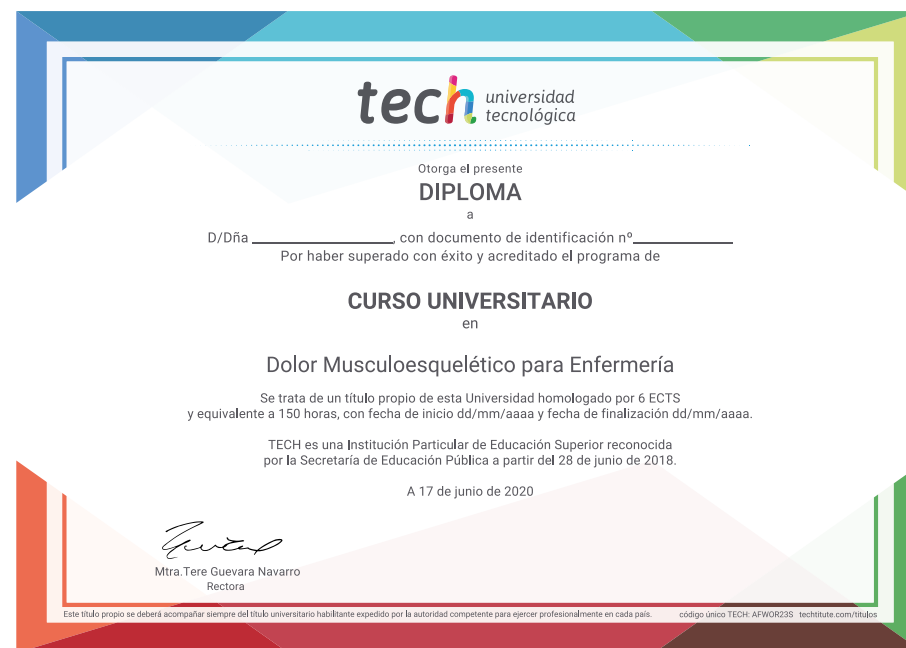 tech universidad
tecnológica
Otorga el presente
DIPLOMA
a
D/Dña ____________________, con documento de identificación nº______________
Por haber superado con éxito y acreditado el programa de
CURSO UNIVERSITARIO
en
Dolor Musculoesquelético para Enfermería
Se trata de un título propio de esta Universidad homologado por 6 ECTS
y equivalente a 150 horas, con fecha de inicio dd/mm/aaaa y fecha de finalización dd/mm/aaaa.
TECH es una Institución Particular de Educación Superior reconocida
por la Secretaría de Educación Pública a partir del 28 de junio de 2018.
A 17 de junio de 2020
Mtra.Tere Guevara Navarro
Rectora
Este título propio se deberá acompañar siempre del título universitario habilitante expedido por la autoridad competente para ejercer profesionalmente en cada país. código único TECH: AFWOR23S techtitute.com/títulos